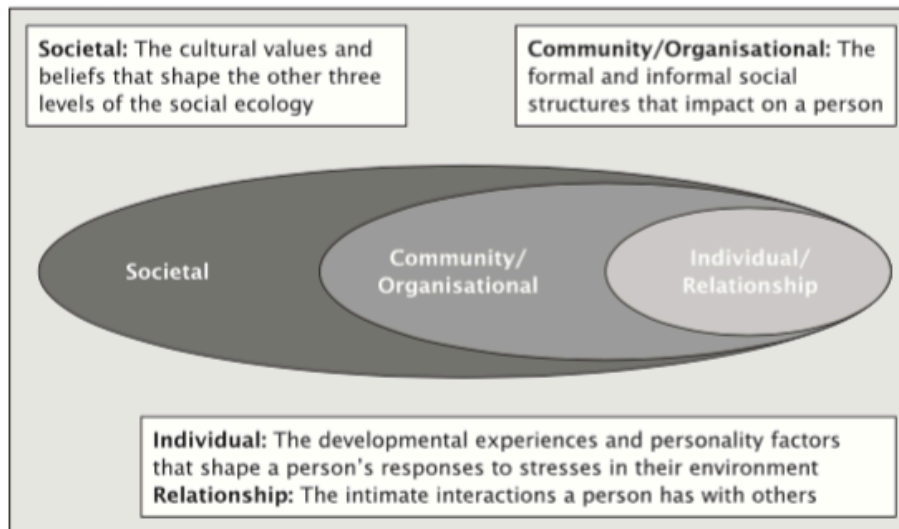 Societal: The cultural values and
beliefs that shape the other three
levels of the social ecology
Community/Organisational: The
formal and informal social
structures that impact on a person
Societal
Community/
Organisational
Individual/
Relationship
Individual: The developmental experiences and personality factors
that shape a person's responses to stresses in their environment
Relationship: The intimate interactions a person has with others